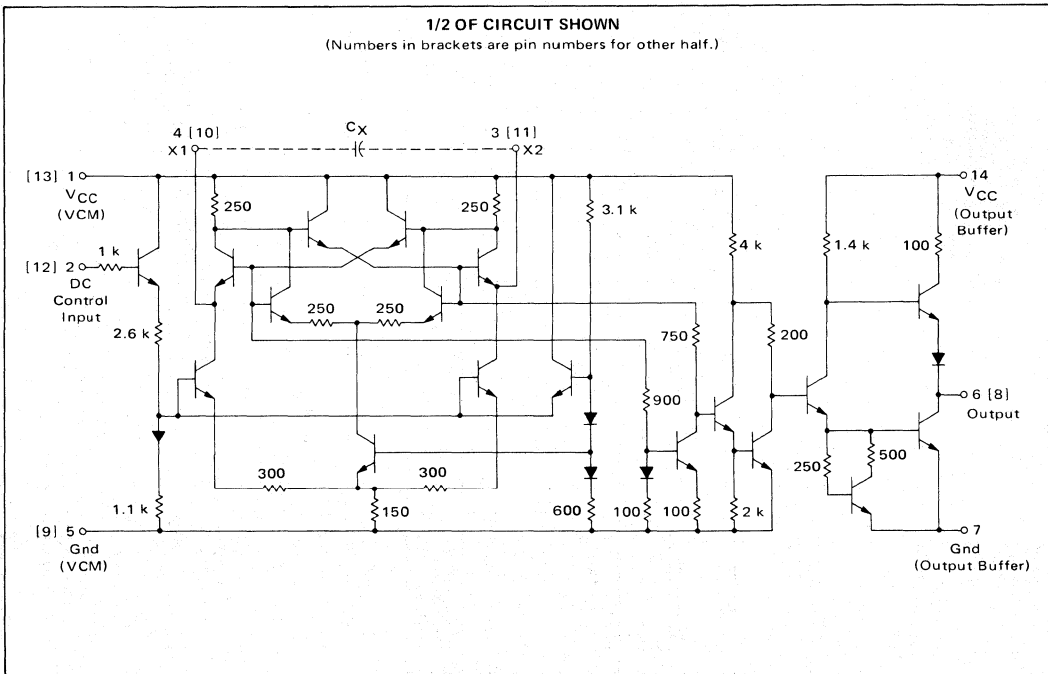 1/2 OF CIRCUIT SHOWN
(Numbers in brackets are pin numbers for other half.)
4 [10]
X1
CX
3 [11]
X2
[13] 1
VCC
(VCM)
14
VCC
(Output
Buffer)
250
250
3.1 k
4 k
1.4 k
100
1 k
[12] 2
DC
Control
Input
2.6 k
250
250
750
200
900
6 [8]
Output
250
500
300
300
1.1 k
150
600
100
100
2 k
[9] 5
Gnd
(VCM)
7
Gnd
(Output Buffer)